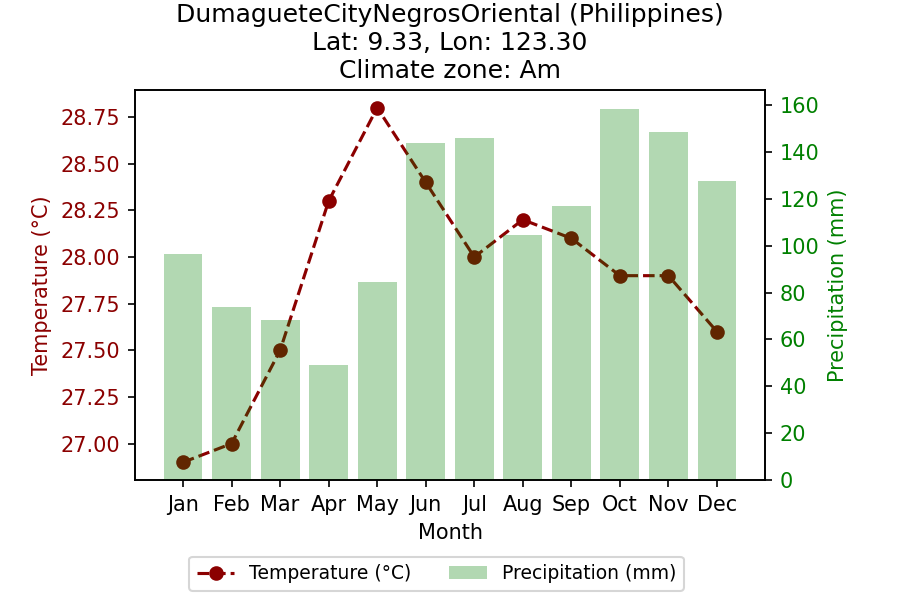 DumagueteCityNegrosOriental (Philippines)
Lat: 9.33, Lon: 123.30
Climate zone: Am
28.75
28.50
28.25
28.00
27.75
27.50
27.25
27.00
Temperature (°C)
160
140
120
100
80
60
40
20
0
Precipitation (mm)
Jan Feb Mar Apr May Jun Jul Aug Sep Oct Nov Dec
Month
Temperature (°C) Precipitation (mm)